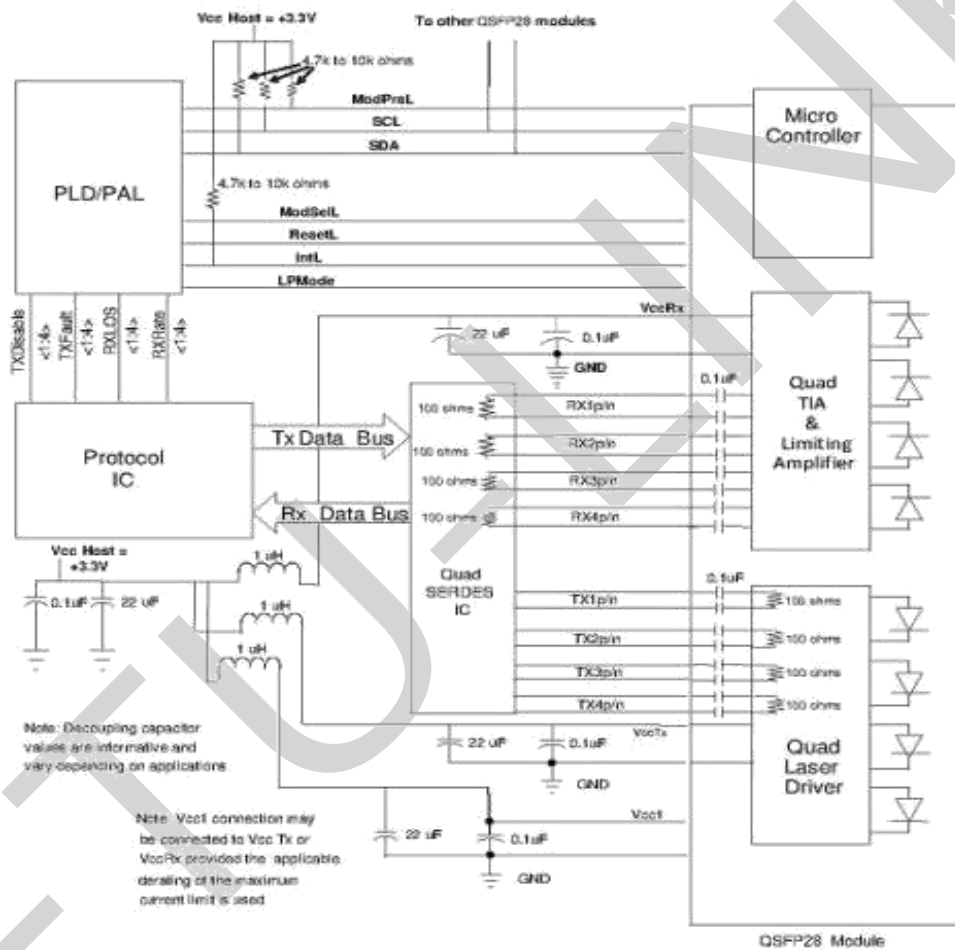 Vcc Host = +3.3V
To other QSFP28 modules
4.7k to 10k ohms
ModPrsL
SCL
SDA
PLD/PAL
4.7k to 10k ohms
ModSelL
ResetL
IntL
LPMode
Micro
Controller
TXDisable
<1:4>
TXFault
<1:4>
RXLOS
<1:4>
RXRate
<1:4>
VccRx
22 uF
0.1uF
GND
0.1uF
Quad
TIA
&
Limiting
Amplifier
100 ohms
RX1p/n
100 ohms
RX2p/n
100 ohms
RX3p/n
100 ohms
RX4p/n
Tx Data Bus
Protocol
IC
Rx Data Bus
Vcc Host =
+3.3V
0.1uF
22 uF
1 uH
1 uH
1 uH
Quad
SERDES
IC
0.1uF
TX1p/n
100 ohms
TX2p/n
100 ohms
TX3p/n
100 ohms
TX4p/n
100 ohms
VccTx
22 uF
0.1uF
GND
Quad
Laser
Driver
Note: Decoupling capacitor
values are informative and
vary depending on applications.
Note: Vcc1 connection may
be connected to Vcc Tx or
VccRx provided the applicable
derating of the maximum
current limit is used
Vcc1
22 uF
0.1uF
GND
QSFP28 Module
TU-LINK